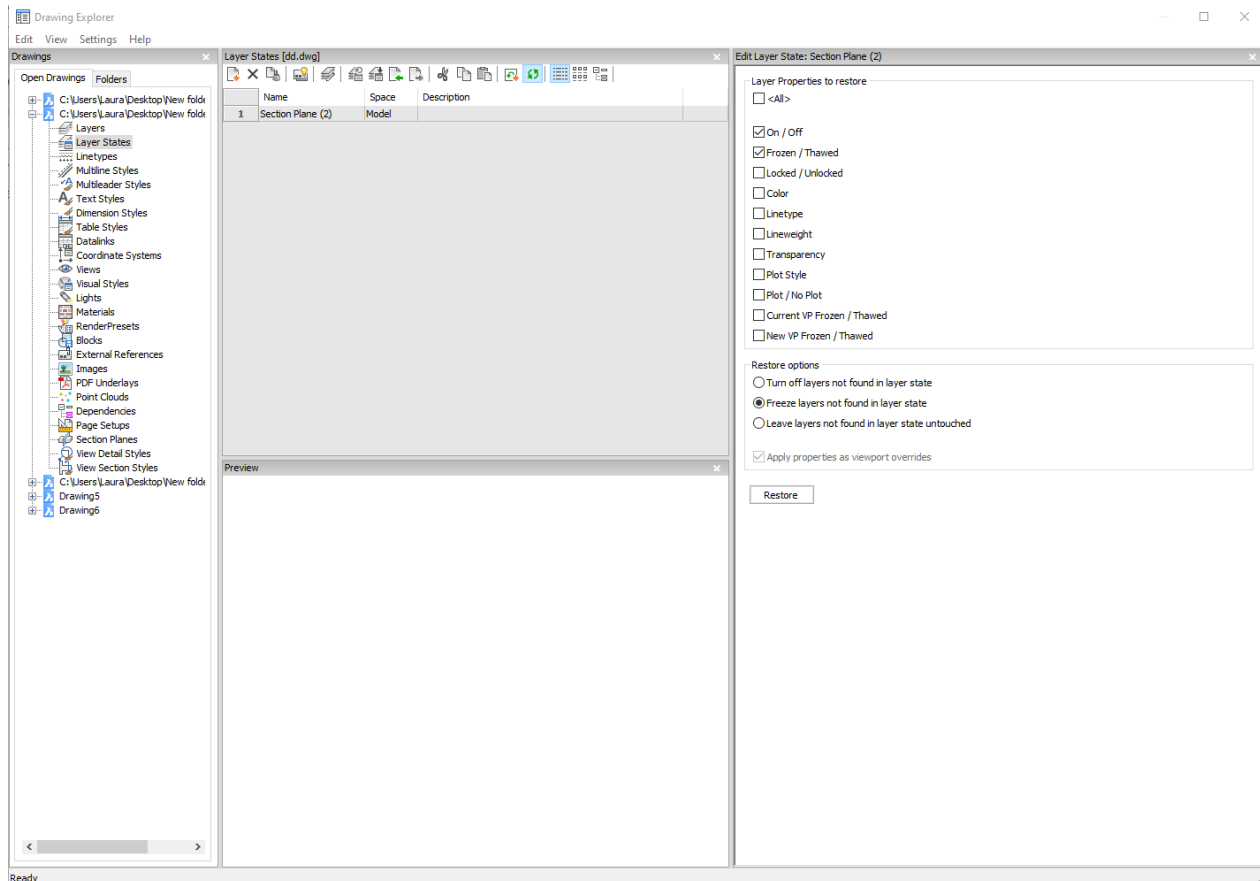 Drawing Explorer
Edit View Settings Help
Drawings
Open Drawings Folders
C:\Users\Laura\Desktop\New folde
C:\Users\Laura\Desktop\New folde
Layers
Layer States
Linetypes
Multiline Styles
Multileader Styles
Text Styles
Dimension Styles
Table Styles
Datalinks
Coordinate Systems
Views
Visual Styles
Lights
Materials
RenderPresets
Blocks
External References
Images
PDF Underlays
Point Clouds
Dependencies
Page Setups
Section Planes
View Detail Styles
View Section Styles
C:\Users\Laura\Desktop\New folde
Drawing5
Drawing6
Ready
Layer States [dd.dwg]
Name Space Description
1 Section Plane (2) Model
Preview
Edit Layer State: Section Plane (2)
Layer Properties to restore
<All>
On / Off
Frozen / Thawed
Locked / Unlocked
Color
Linetype
Lineweight
Transparency
Plot Style
Plot / No Plot
Current VP Frozen / Thawed
New VP Frozen / Thawed
Restore options
Turn off layers not found in layer state
Freeze layers not found in layer state
Leave layers not found in layer state untouched
Apply properties as viewport overrides
Restore